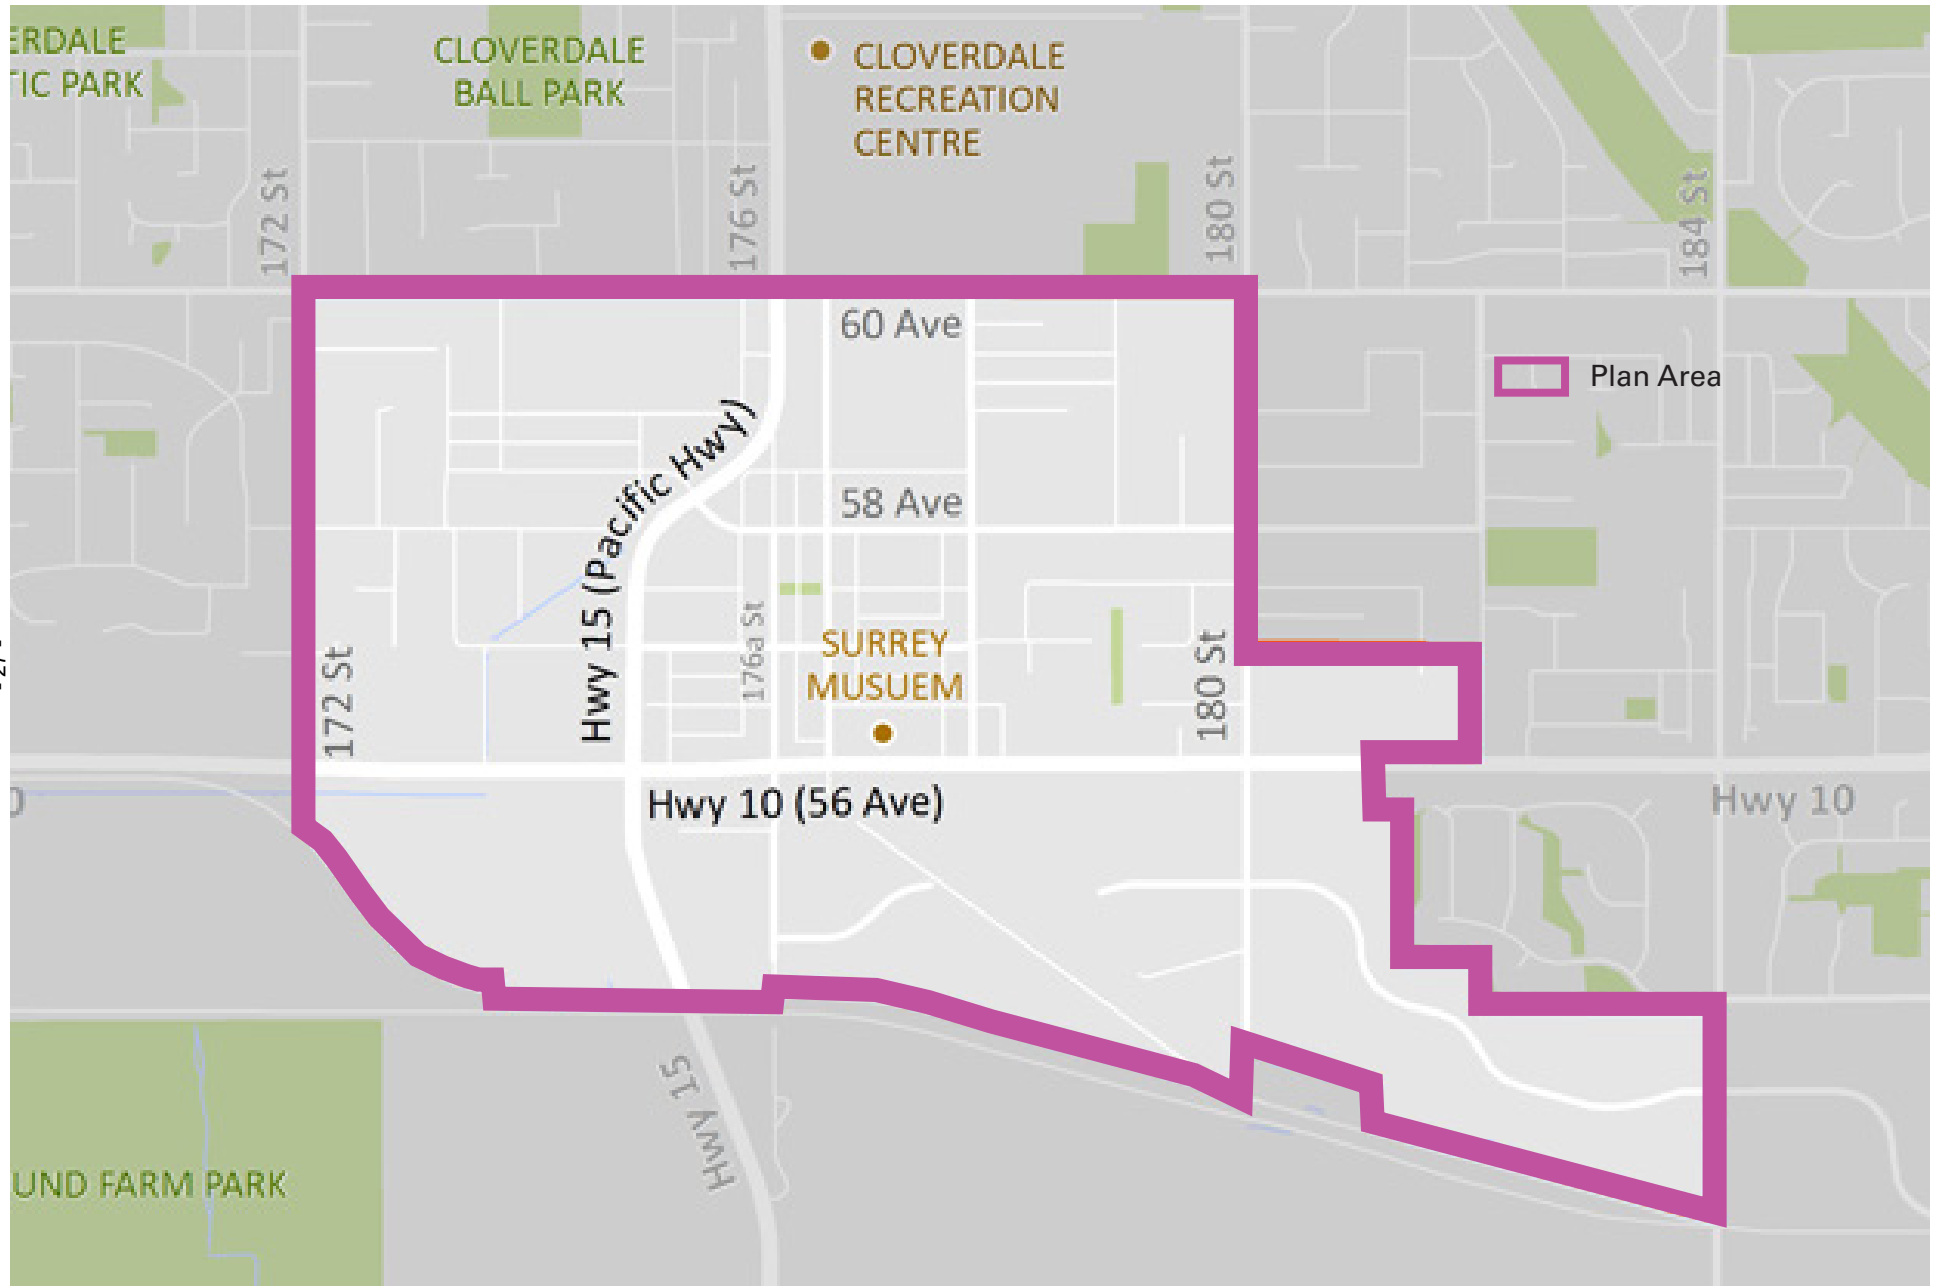 ERDALE
TIC PARK
CLOVERDALE
BALL PARK
CLOVERDALE
RECREATION
CENTRE
172 St
176 St
180 St
184 St
60 Ave
Plan Area
Hwy 15 (Pacific Hwy)
58 Ave
176a St
SURREY
MUSUEM
172 St
180 St
Hwy 10 (56 Ave)
Hwy 10
0
Hwy 15
UND FARM PARK